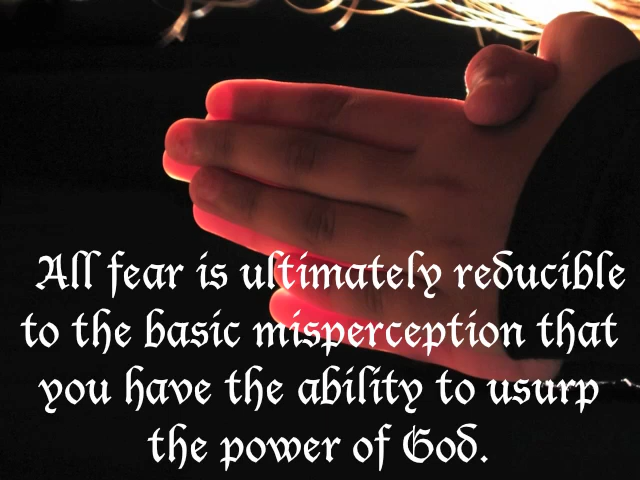 All fear is ultimately reducible
to the basic misperception that
you have the ability to usurp
the power of God.